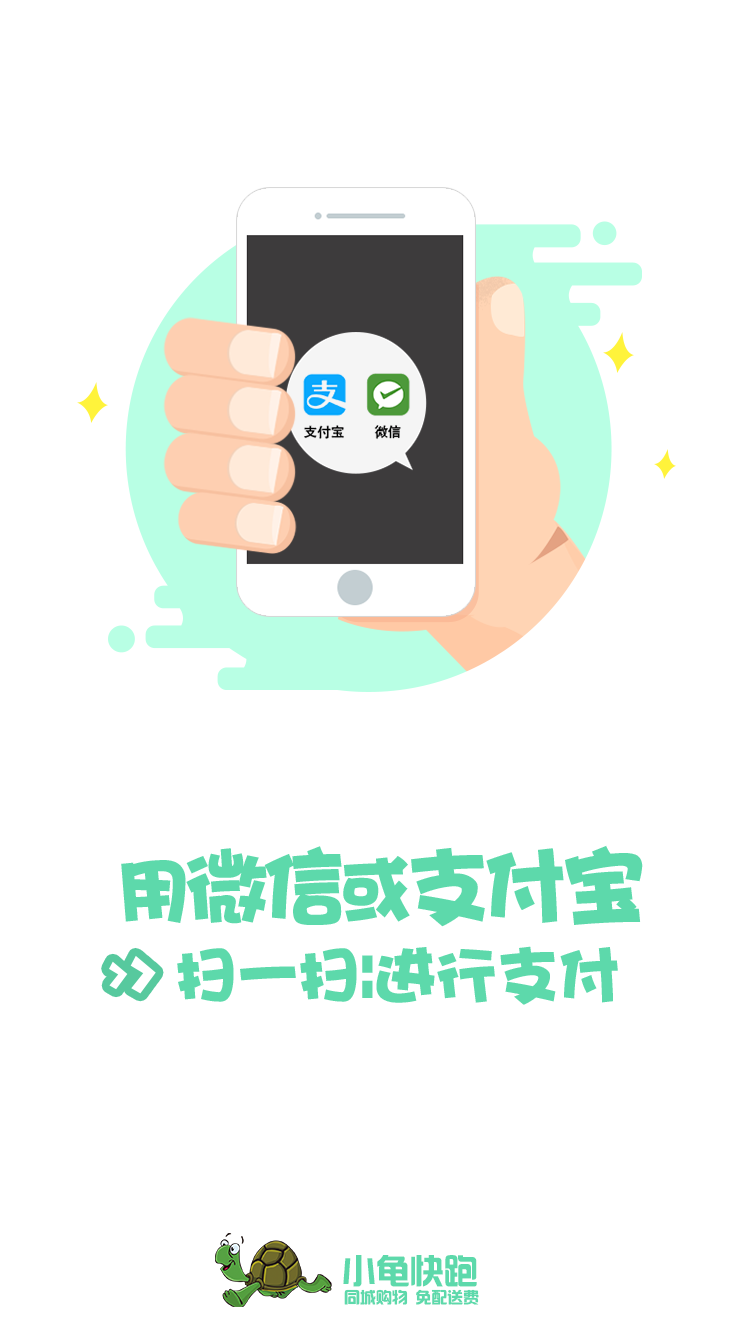 支付宝 微信
用微信或支付宝
扫一扫进行支付
小龟快跑
同城购物 免配送费